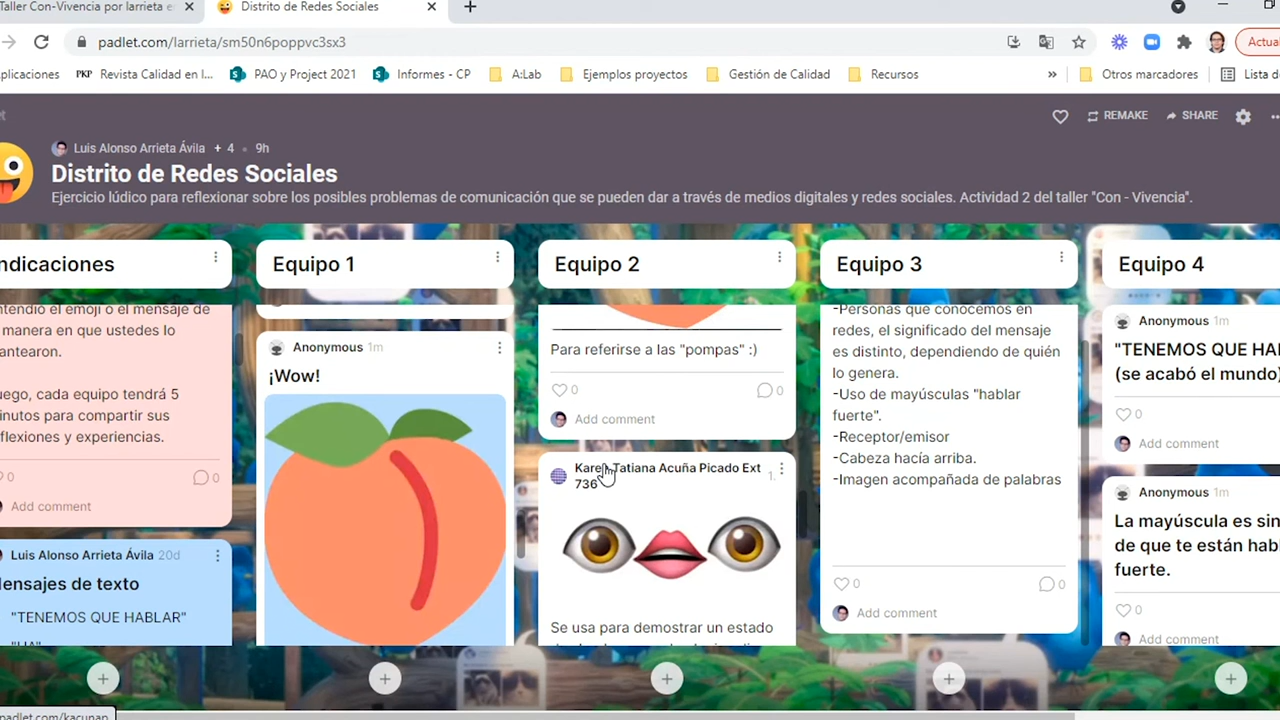 Taller Con-Vivencia por larrieta e
Distrito de Redes Sociales
padlet.com/larrieta/sm50n6poppvc3sx3
Actua
plicaciones
PKP Revista Calidad en l...
PAO y Project 2021
Informes - CP
A:Lab
Ejemplos proyectos
Gestión de Calidad
Recursos
»
Otros marcadores
Lista d
Luis Alonso Arrieta Ávila + 4 • 9h
REMAKE
SHARE
Distrito de Redes Sociales
Ejercicio lúdico para reflexionar sobre los posibles problemas de comunicación que se pueden dar a través de medios digitales y redes sociales. Actividad 2 del taller "Con - Vivencia".
ndicaciones
ntendió el emoji o el mensaje de
manera en que ustedes lo
antearon.
uego, cada equipo tendrá 5
inutos para compartir sus
flexiones y experiencias.
0
0
Add comment
Luis Alonso Arrieta Ávila 20d
ensajes de texto
"TENEMOS QUE HABLAR"
Equipo 1
Anonymous 1m
¡Wow!
Equipo 2
Para referirse a las "pompas" :)
0
0
Add comment
Karen Tatiana Acuña Picado Ext
736
1.
Se usa para demostrar un estado
Equipo 3
-Personas que conocemos en
redes, el significado del mensaje
es distinto, dependiendo de quién
lo genera.
-Uso de mayúsculas "hablar
fuerte".
-Receptor/emisor
-Cabeza hacía arriba.
-Imagen acompañada de palabras
0
0
Add comment
Equipo 4
Anonymous 1m
"TENEMOS QUE HA
(se acabó el mundo)
0
Add comment
Anonymous 1m
La mayúscula es sin
de que te están hab
fuerte.
0
Add comment
padlet.com/kacunap